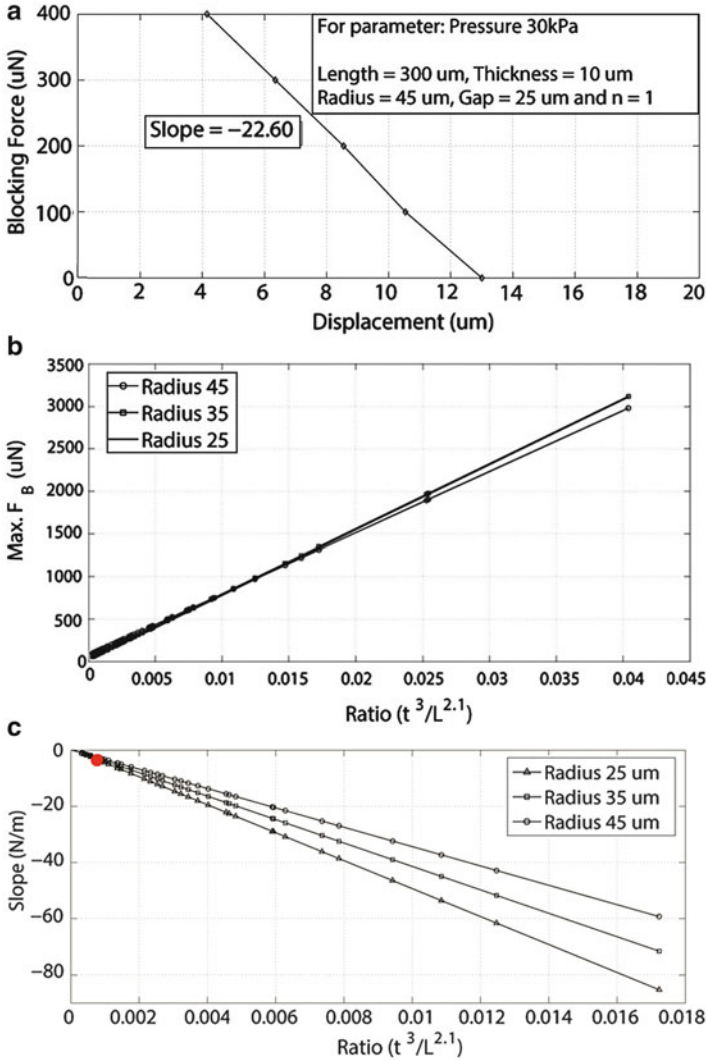 a
400
300
200
100
0
Blocking Force (uN)
For parameter: Pressure 30kPa
Length = 300 um, Thickness = 10 um
Radius = 45 um, Gap = 25 um and n = 1
Slope = −22.60
0 2 4 6 8 10 12 14 16 18 20
Displacement (um)
b
3500
3000
2500
2000
1500
1000
500
0
Max. F B (uN)
Radius 45
Radius 35
Radius 25
0 0.005 0.01 0.015 0.02 0.025 0.03 0.035 0.04 0.045
Ratio (t 3/L2.1)
c
0
−20
−40
−60
−80
Slope (N/m)
Radius 25 um
Radius 35 um
Radius 45 um
0 0.002 0.004 0.006 0.008 0.01 0.012 0.014 0.016 0.018
Ratio (t 3/L2.1)